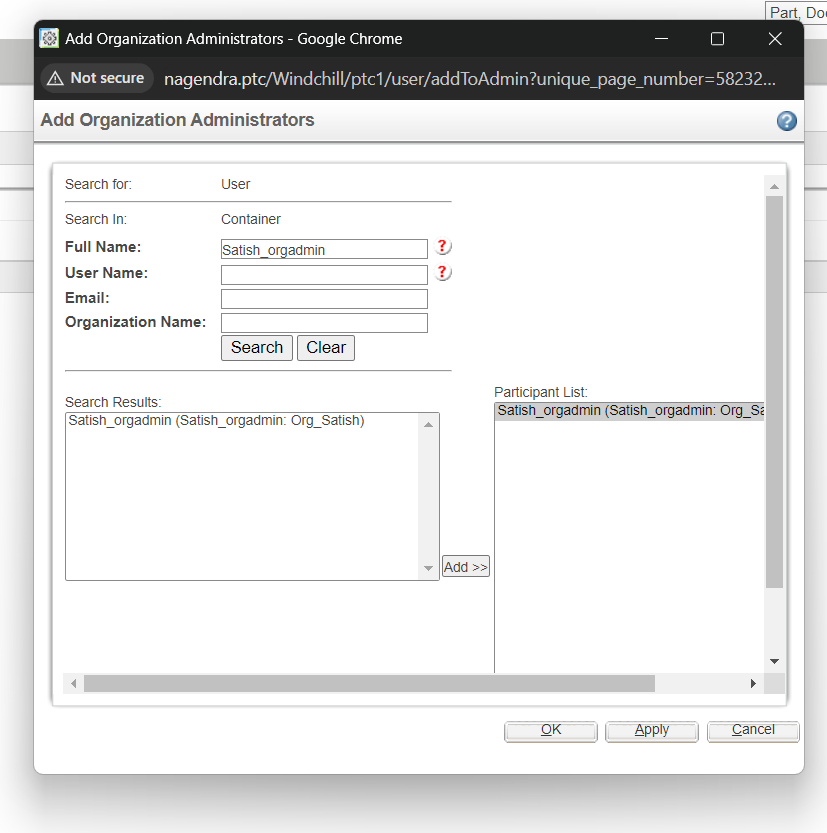 Part, Doc
Add Organization Administrators - Google Chrome
Not secure nagendra.ptc/Windchill/ptc1/user/addToAdmin?unique_page_number=58232...
Add Organization Administrators
?
Search for: User
Search In: Container
Full Name: Satish_orgadmin ?
User Name: ?
Email:
Organization Name:
Search Clear
Search Results:
Satish_orgadmin (Satish_orgadmin: Org_Satish)
Add >>
Participant List:
Satish_orgadmin (Satish_orgadmin: Org_Sa
OK Apply Cancel